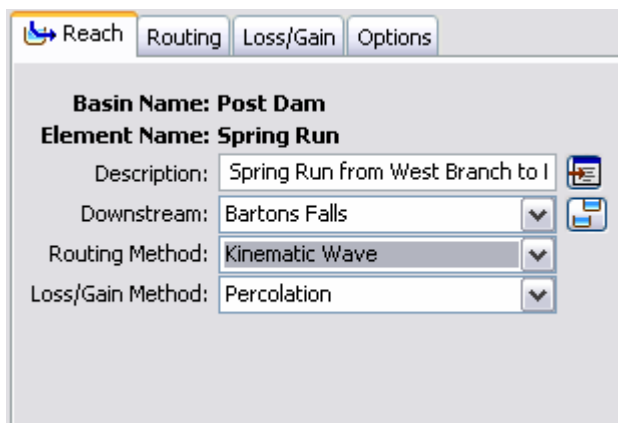 Reach Routing Loss/Gain Options
Basin Name: Post Dam
Element Name: Spring Run
Description: Spring Run from West Branch to
Downstream: Bartons Falls
Routing Method: Kinematic Wave
Loss/Gain Method: Percolation